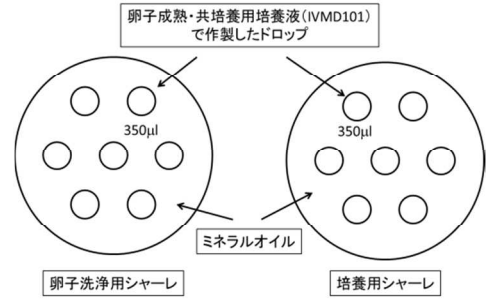 卵子成熟・共培養用培養液（IVMD101）
で作製したドロップ
350μl
350μl
ミネラルオイル
卵子洗浄用シャーレ
培養用シャーレ